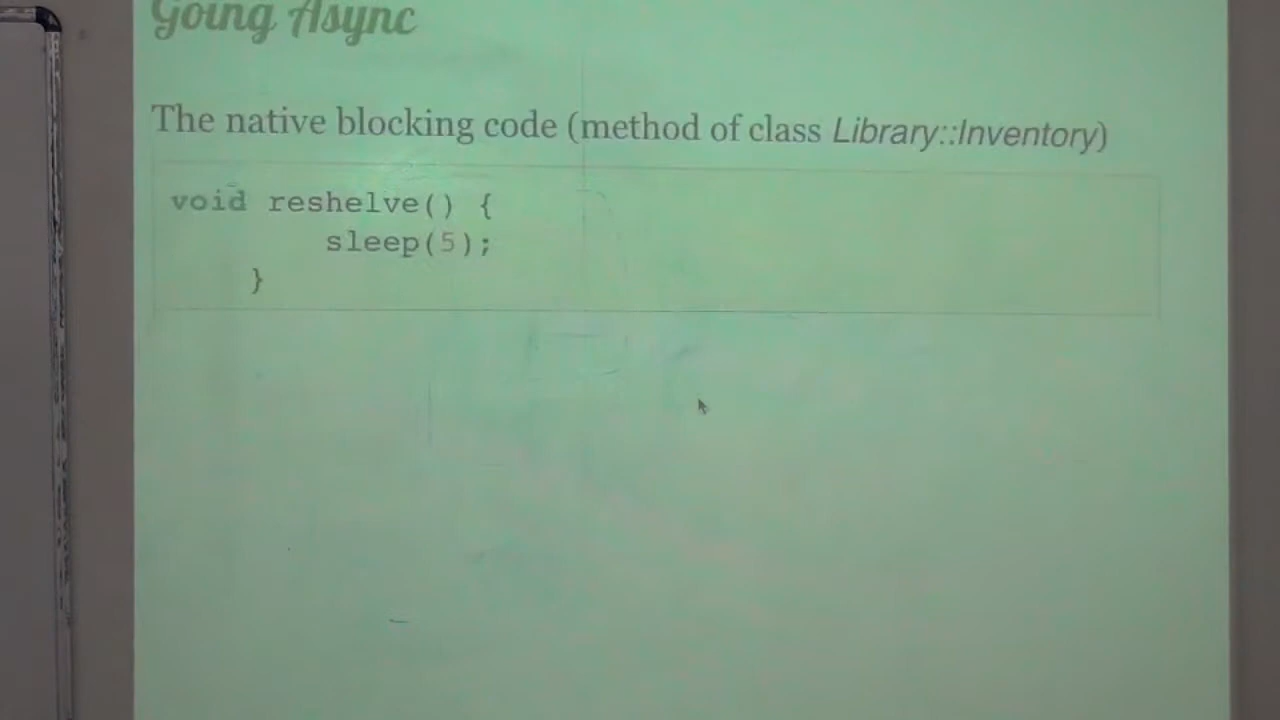 Going Async
The native blocking code (method of class Library::Inventory)
void reshelve() {
sleep(5);
}